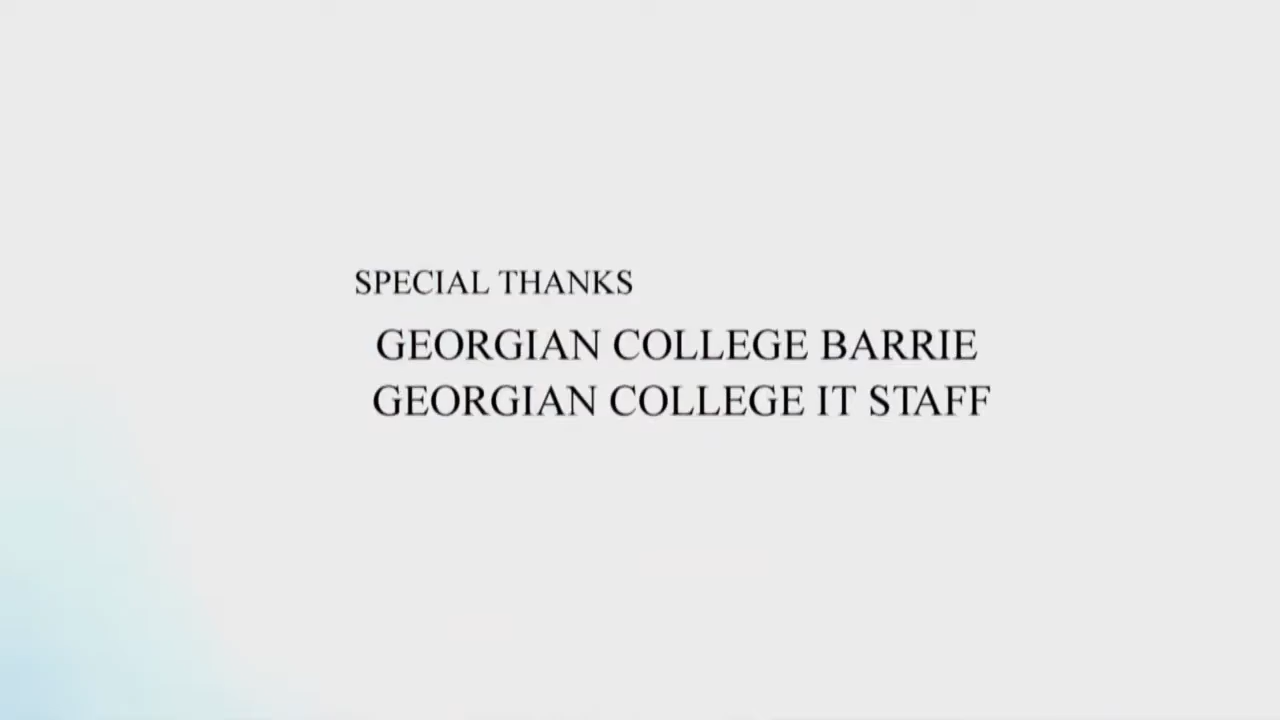 SPECIAL THANKS
GEORGIAN COLLEGE BARRIE
GEORGIAN COLLEGE IT STAFF